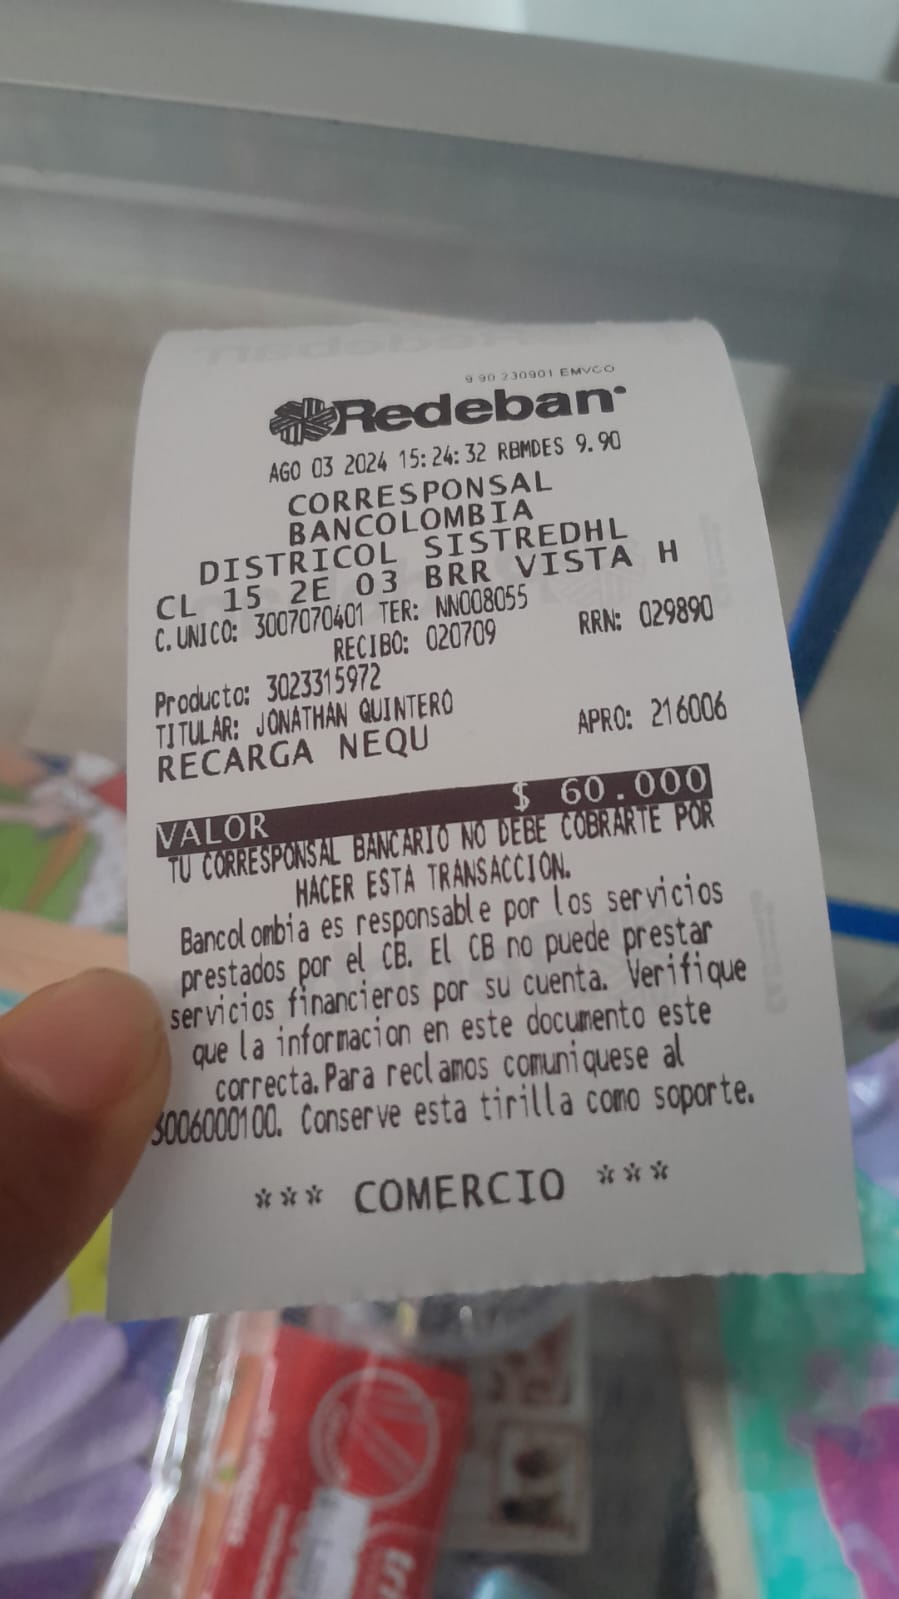 9 90 230901 EMVCO
Redeban
AGO 03 2024 15:24:32 RBMDES 9.90
CORRESPONSAL
BANCOLOMBIA
DISTRICOL SISTREDHL
CL 15 2E 03 BRR VISTA H
C.UNICO: 3007070401 TER: NN008055
RECIBO: 020709 RRN: 029890
Producto: 3023315972
TITULAR: JONATHAN QUINTERO
RECARGA NEQU APRO: 216006
VALOR $ 60.000
TU CORRESPONSAL BANCARIO NO DEBE COBRARTE POR
HACER ESTA TRANSACCION.
Bancolombia es responsable por los servicios
prestados por el CB. El CB no puede prestar
servicios financieros por su cuenta. Verifique
que la informacion en este documento este
correcta.Para reclamos comuniquese al
6006000100. Conserve esta tirilla como soporte.
*** COMERCIO ***